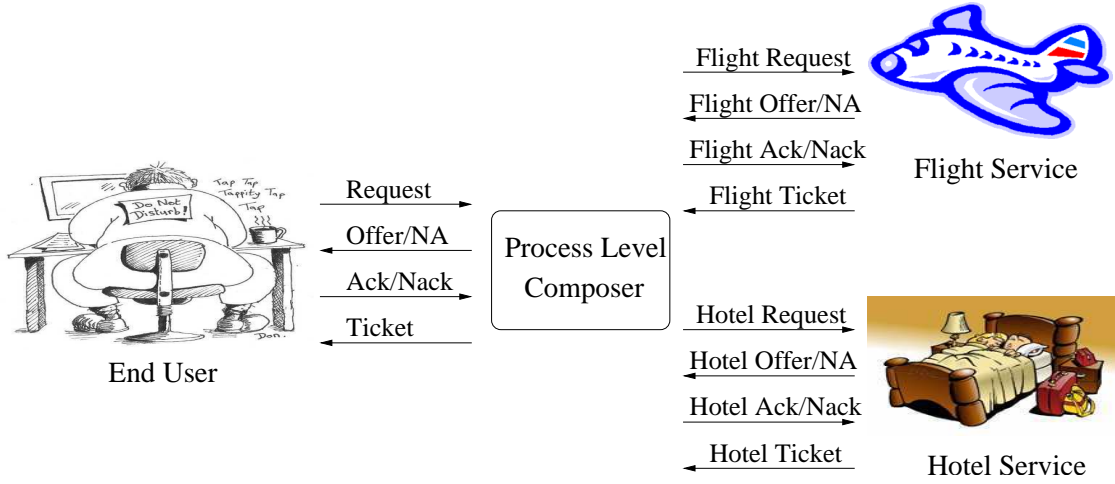 Flight Request
Flight Offer/NA
Flight Ack/Nack
Flight Ticket
Flight Service
Tap Tap
Tappity Tap
Tap
Do Not
Disturb!
Don.
End User
Request
Offer/NA
Ack/Nack
Ticket
Process Level
Composer
Hotel Request
Hotel Offer/NA
Hotel Ack/Nack
Hotel Ticket
Hotel Service